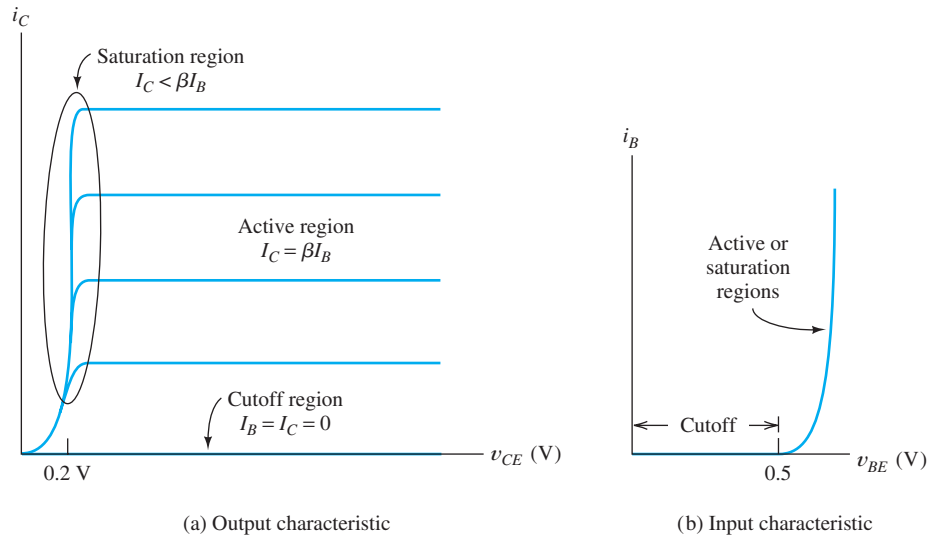 i_C
Saturation region
I_C < βI_B
Active region
I_C = βI_B
Cutoff region
I_B = I_C = 0
v_CE (V)
0.2 V
(a) Output characteristic
i_B
Active or
saturation
regions
Cutoff
0.5
v_BE (V)
(b) Input characteristic